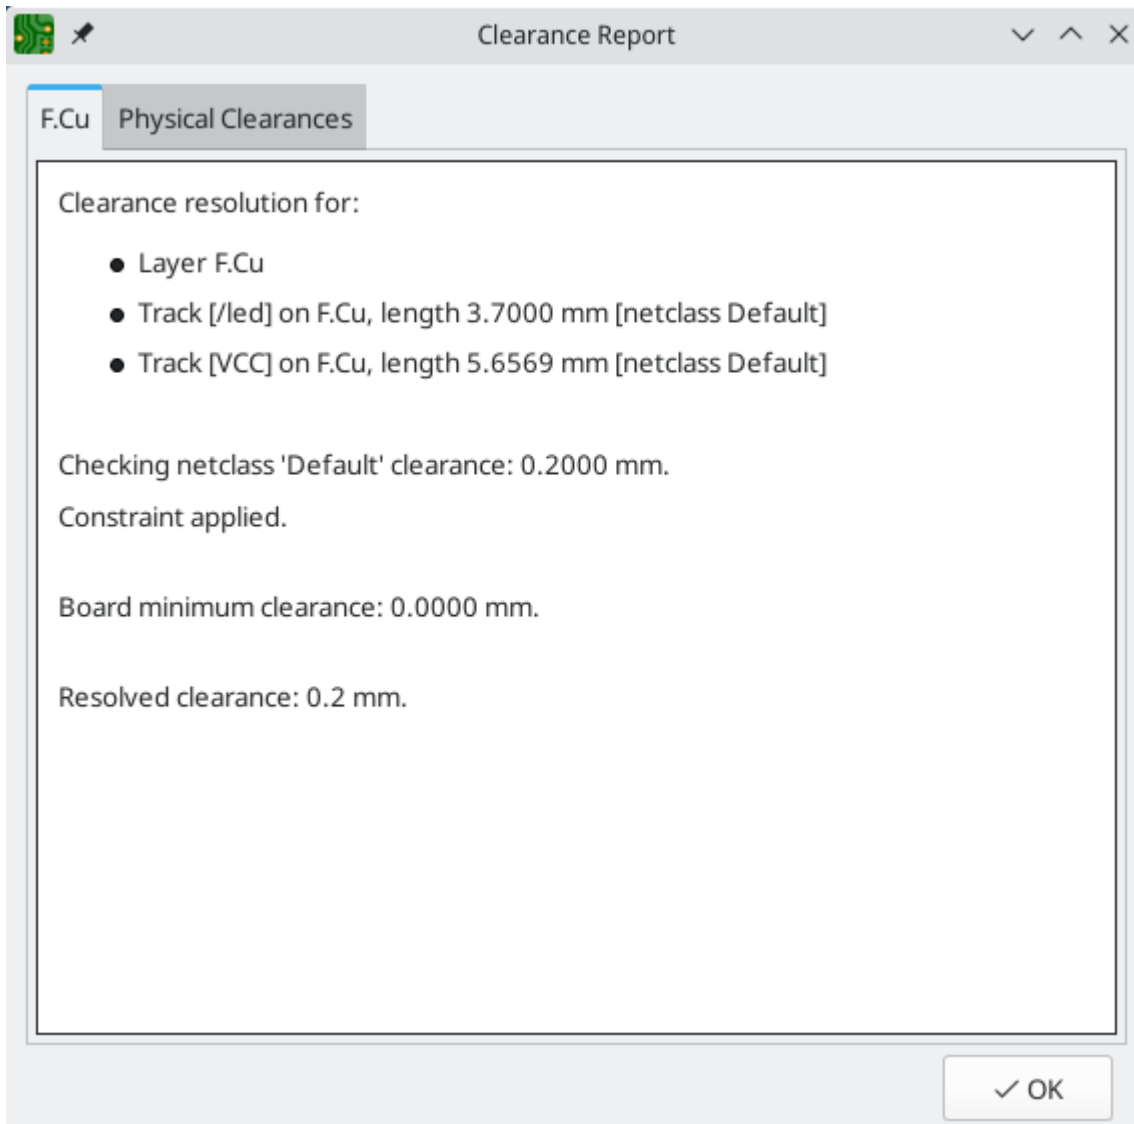 Clearance Report
F.Cu Physical Clearances
Clearance resolution for:
● Layer F.Cu
● Track [/led] on F.Cu, length 3.7000 mm [netclass Default]
● Track [VCC] on F.Cu, length 5.6569 mm [netclass Default]
Checking netclass 'Default' clearance: 0.2000 mm.
Constraint applied.
Board minimum clearance: 0.0000 mm.
Resolved clearance: 0.2 mm.
OK